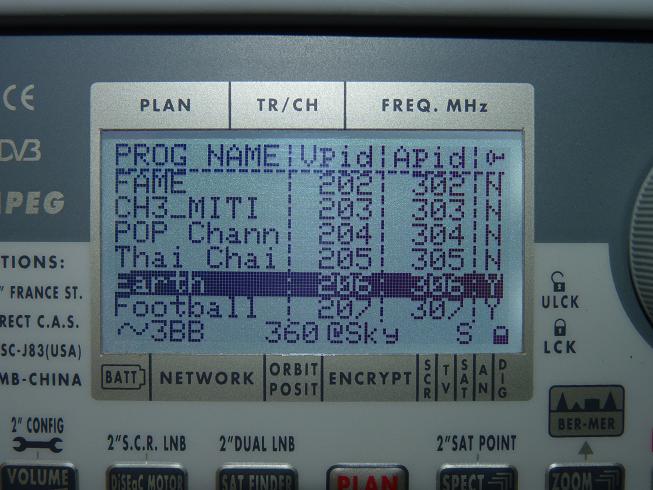 PLAN TR/CH FREQ. MHz
CE
DVB
MPEG
PROG NAME Vpid APid
FAME 202 302 N
CH3_MITI 203 303 N
POP Chann 204 304 N
Thai Chai 205 305 N
Earth 206 306 Y
Football 207 307 Y
~3BB 360 @Sky S
TIONS:
" FRANCE ST.
RECT C.A.S.
SC-J83(USA)
MB-CHINA
ULCK
LCK
BATT NETWORK ORBIT POSIT ENCRYPT SCR TV SAT AN DIG
BER-MER
2" CONFIG
2"S.C.R. LNB
2"DUAL LNB
2"SAT POINT
VOLUME
DiSEqC MOTOR
SAT FINDER
PLAN
SPECT
ZOOM